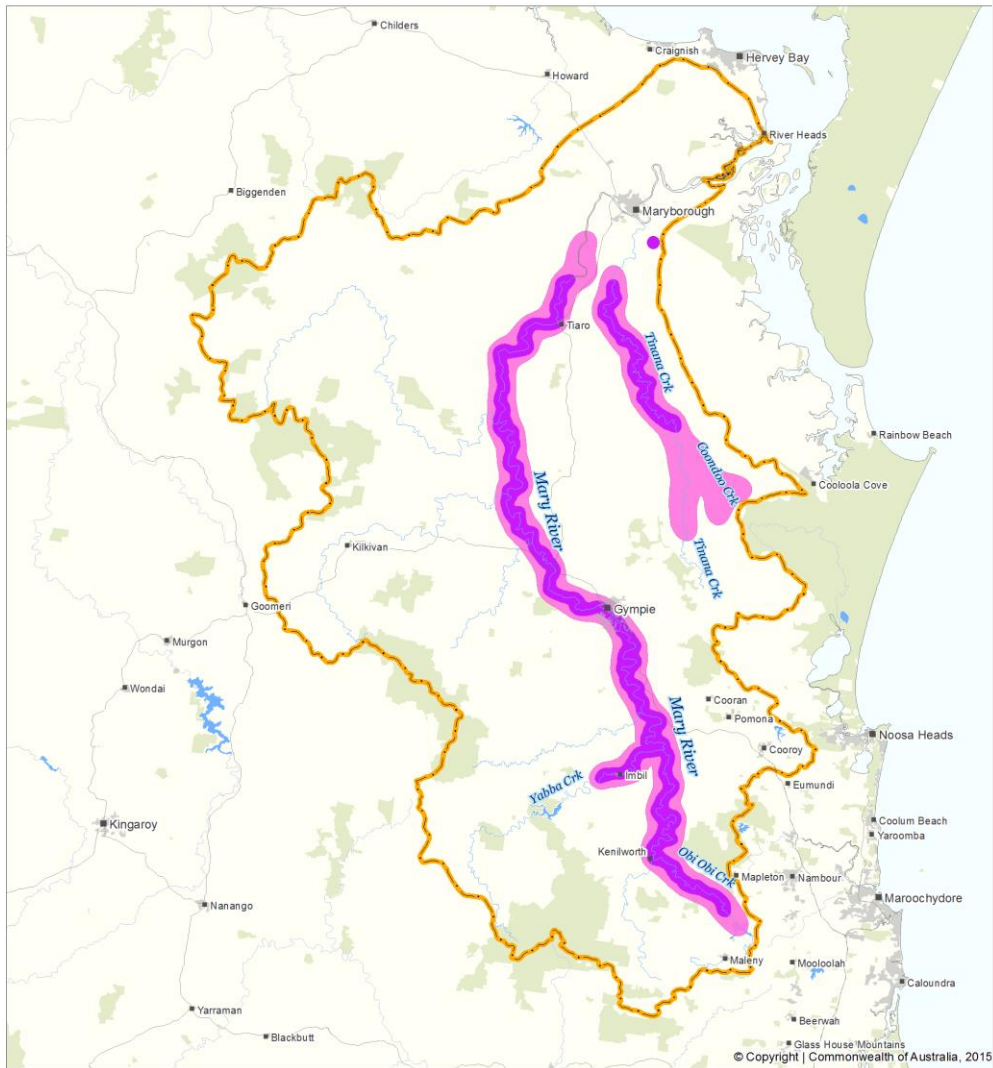 Childers
Craignish
Hervey Bay
Howard
River Heads
Biggenden
Maryborough
Tiaro
Tinana Crk
Rainbow Beach
Coondoo Crk
Cooloola Cove
Mary River
Kilkivan
Tinana Crk
Goomeri
Gympie
Murgon
Wondai
Cooran
Pomona
Mary River
Noosa Heads
Cooroy
Imbil
Yabba Crk
Eumundi
Kingaroy
Coolum Beach
Yaroomba
Kenilworth
Obi Obi Crk
Mapleton
Nambour
Maroochydore
Nanango
Maleny
Mooloolah
Caloundra
Yarraman
Beerwah
Blackbutt
Glass House Mountains
© Copyright | Commonwealth of Australia, 2015